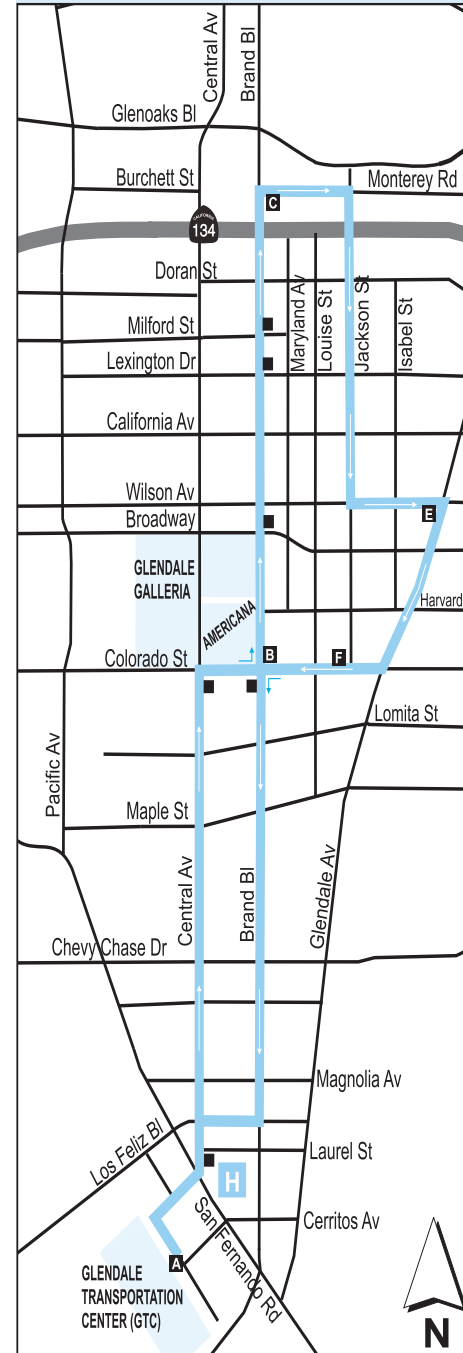 Central Av
Brand Bl
Glenoaks Bl
Burchett St
Monterey Rd
C
CALIFORNIA
134
Doran St
Maryland Av
Louise St
Jackson St
Isabel St
Milford St
Lexington Dr
California Av
Wilson Av
E
Broadway
GLENDALE
GALLERIA
AMERICANA
Harvard
B
F
Colorado St
Lomita St
Pacific Av
Maple St
Central Av
Brand Bl
Glendale Av
Chevy Chase Dr
Magnolia Av
Los Feliz Bl
Laurel St
H
San Fernando Rd
Cerritos Av
A
GLENDALE
TRANSPORTATION
CENTER (GTC)
N